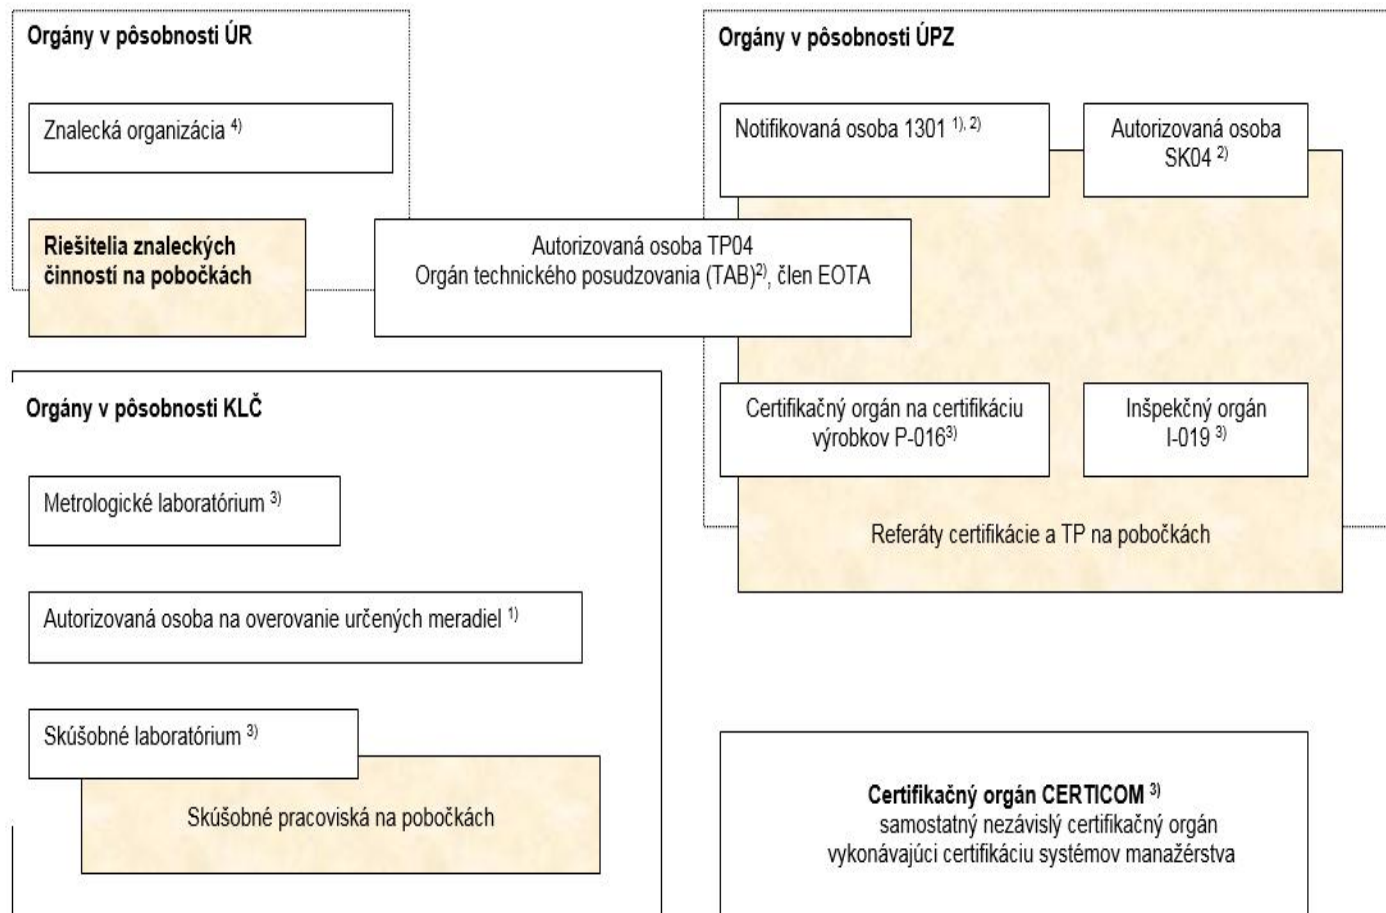 Orgány v pôsobnosti ÚR
Znalecká organizácia 4)
Riešitelia znaleckých
činností na pobočkách
Orgány v pôsobnosti ÚPZ
Notifikovaná osoba 1301 1), 2)
Autorizovaná osoba
SK04 2)
Autorizovaná osoba TP04
Orgán technického posudzovania (TAB)2), člen EOTA
Certifikačný orgán na certifikáciu
výrobkov P-0163)
Inšpekčný orgán
I-019 3)
Referáty certifikácie a TP na pobočkách
Orgány v pôsobnosti KLČ
Metrologické laboratórium 3)
Autorizovaná osoba na overovanie určených meradiel 1)
Skúšobné laboratórium 3)
Skúšobné pracoviská na pobočkách
Certifikačný orgán CERTICOM 3)
samostatný nezávislý certifikačný orgán
vykonávajúci certifikáciu systémov manažérstva